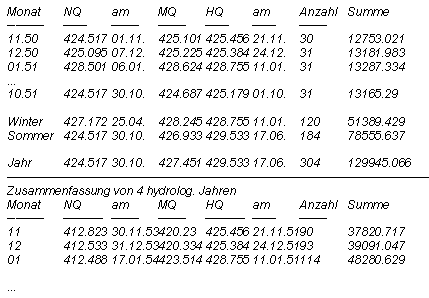 Monat NQ am MQ HQ am Anzahl Summe
11.50 424.517 01.11. 425.101 425.456 21.11. 30 12753.021
12.50 425.095 07.12. 425.225 425.384 24.12. 31 13181.983
01.51 428.501 06.01. 428.624 428.755 11.01. 31 13287.334
...
10.51 424.517 30.10. 424.687 425.179 01.10. 31 13165.29
Winter 427.172 25.04. 428.245 428.755 11.01. 120 51389.429
Sommer 424.517 30.10. 426.933 429.533 17.06. 184 78555.637
Jahr 424.517 30.10. 427.451 429.533 17.06. 304 129945.066
Zusammenfassung von 4 hydrolog. Jahren
Monat NQ am MQ HQ am Anzahl Summe
11 412.823 30.11.53 420.23 425.456 21.11.51 90 37820.717
12 412.533 31.12.53 420.334 425.384 24.12.51 93 39091.047
01 412.488 17.01.54 423.514 428.755 11.01.51 114 48280.629
...